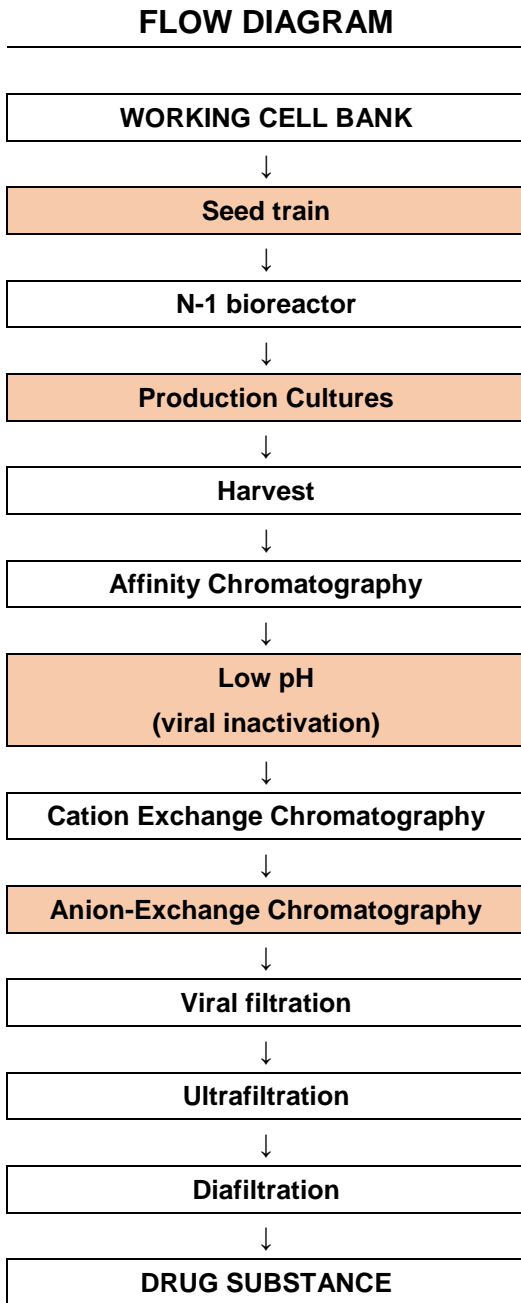 FLOW DIAGRAM
WORKING CELL BANK
↓
Seed train
↓
N-1 bioreactor
↓
Production Cultures
↓
Harvest
↓
Affinity Chromatography
↓
Low pH
(viral inactivation)
↓
Cation Exchange Chromatography
↓
Anion-Exchange Chromatography
↓
Viral filtration
↓
Ultrafiltration
↓
Diafiltration
↓
DRUG SUBSTANCE